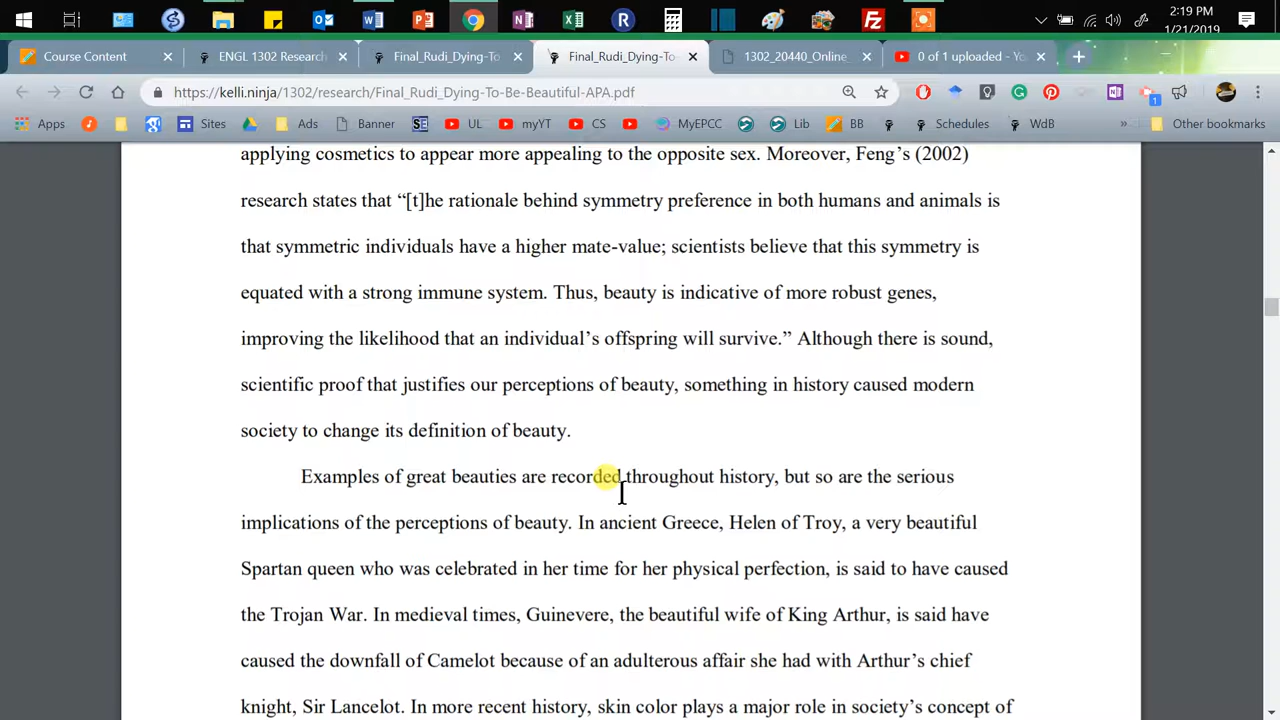 2:19 PM
1/21/2019
Course Content
ENGL 1302 Research
Final_Rudi_Dying-To-
Final_Rudi_Dying-To-
1302_20440_Online
0 of 1 uploaded - Yo
https://kelli.ninja/1302/research/Final_Rudi_Dying-To-Be-Beautiful-APA.pdf
Apps
Sites
Ads
Banner
UL
myYT
CS
MyEPCC
Lib
BB
Schedules
WdB
»
Other bookmarks
applying cosmetics to appear more appealing to the opposite sex. Moreover, Feng’s (2002)
research states that “[t]he rationale behind symmetry preference in both humans and animals is
that symmetric individuals have a higher mate-value; scientists believe that this symmetry is
equated with a strong immune system. Thus, beauty is indicative of more robust genes,
improving the likelihood that an individual’s offspring will survive.” Although there is sound,
scientific proof that justifies our perceptions of beauty, something in history caused modern
society to change its definition of beauty.
Examples of great beauties are recorded throughout history, but so are the serious
implications of the perceptions of beauty. In ancient Greece, Helen of Troy, a very beautiful
Spartan queen who was celebrated in her time for her physical perfection, is said to have caused
the Trojan War. In medieval times, Guinevere, the beautiful wife of King Arthur, is said have
caused the downfall of Camelot because of an adulterous affair she had with Arthur’s chief
knight, Sir Lancelot. In more recent history, skin color plays a major role in society’s concept of